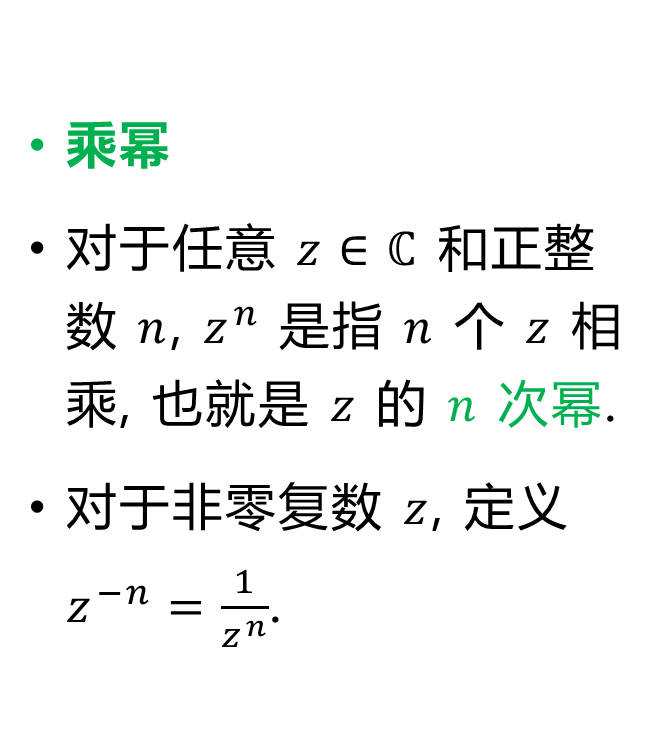 • 乘幂
• 对于任意 z ∈ ℂ 和正整
数 n, zⁿ 是指 n 个 z 相
乘, 也就是 z 的 n 次幂.
• 对于非零复数 z, 定义
z⁻ⁿ = 1/zⁿ.